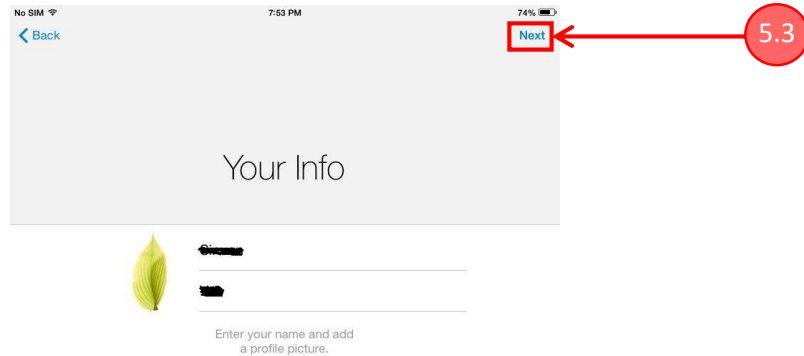 No SIM 7:53 PM 74%
Back Next 5.3
Your Info
Enter your name and add
a profile picture.